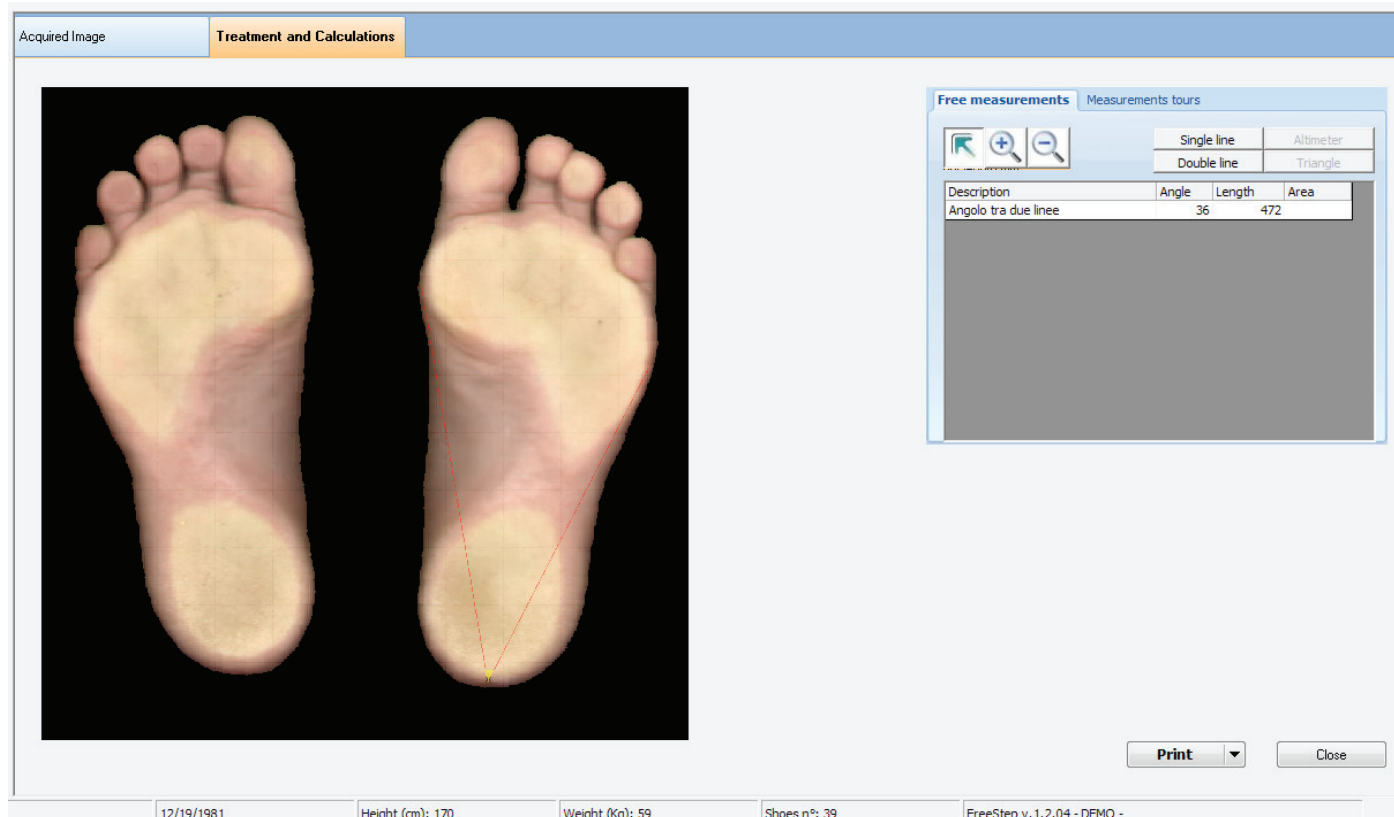 Acquired Image
Treatment and Calculations
Free measurements
Measurements tours
Single line
Altimeter
Double line
Triangle
Description Angle Length Area
Angolo tra due linee 36 472
Print
Close
12/19/1981
Height (cm): 170
Weight (Kg): 59
Shoes n°: 39
FreeStep v.1.2.04 - DEMO -